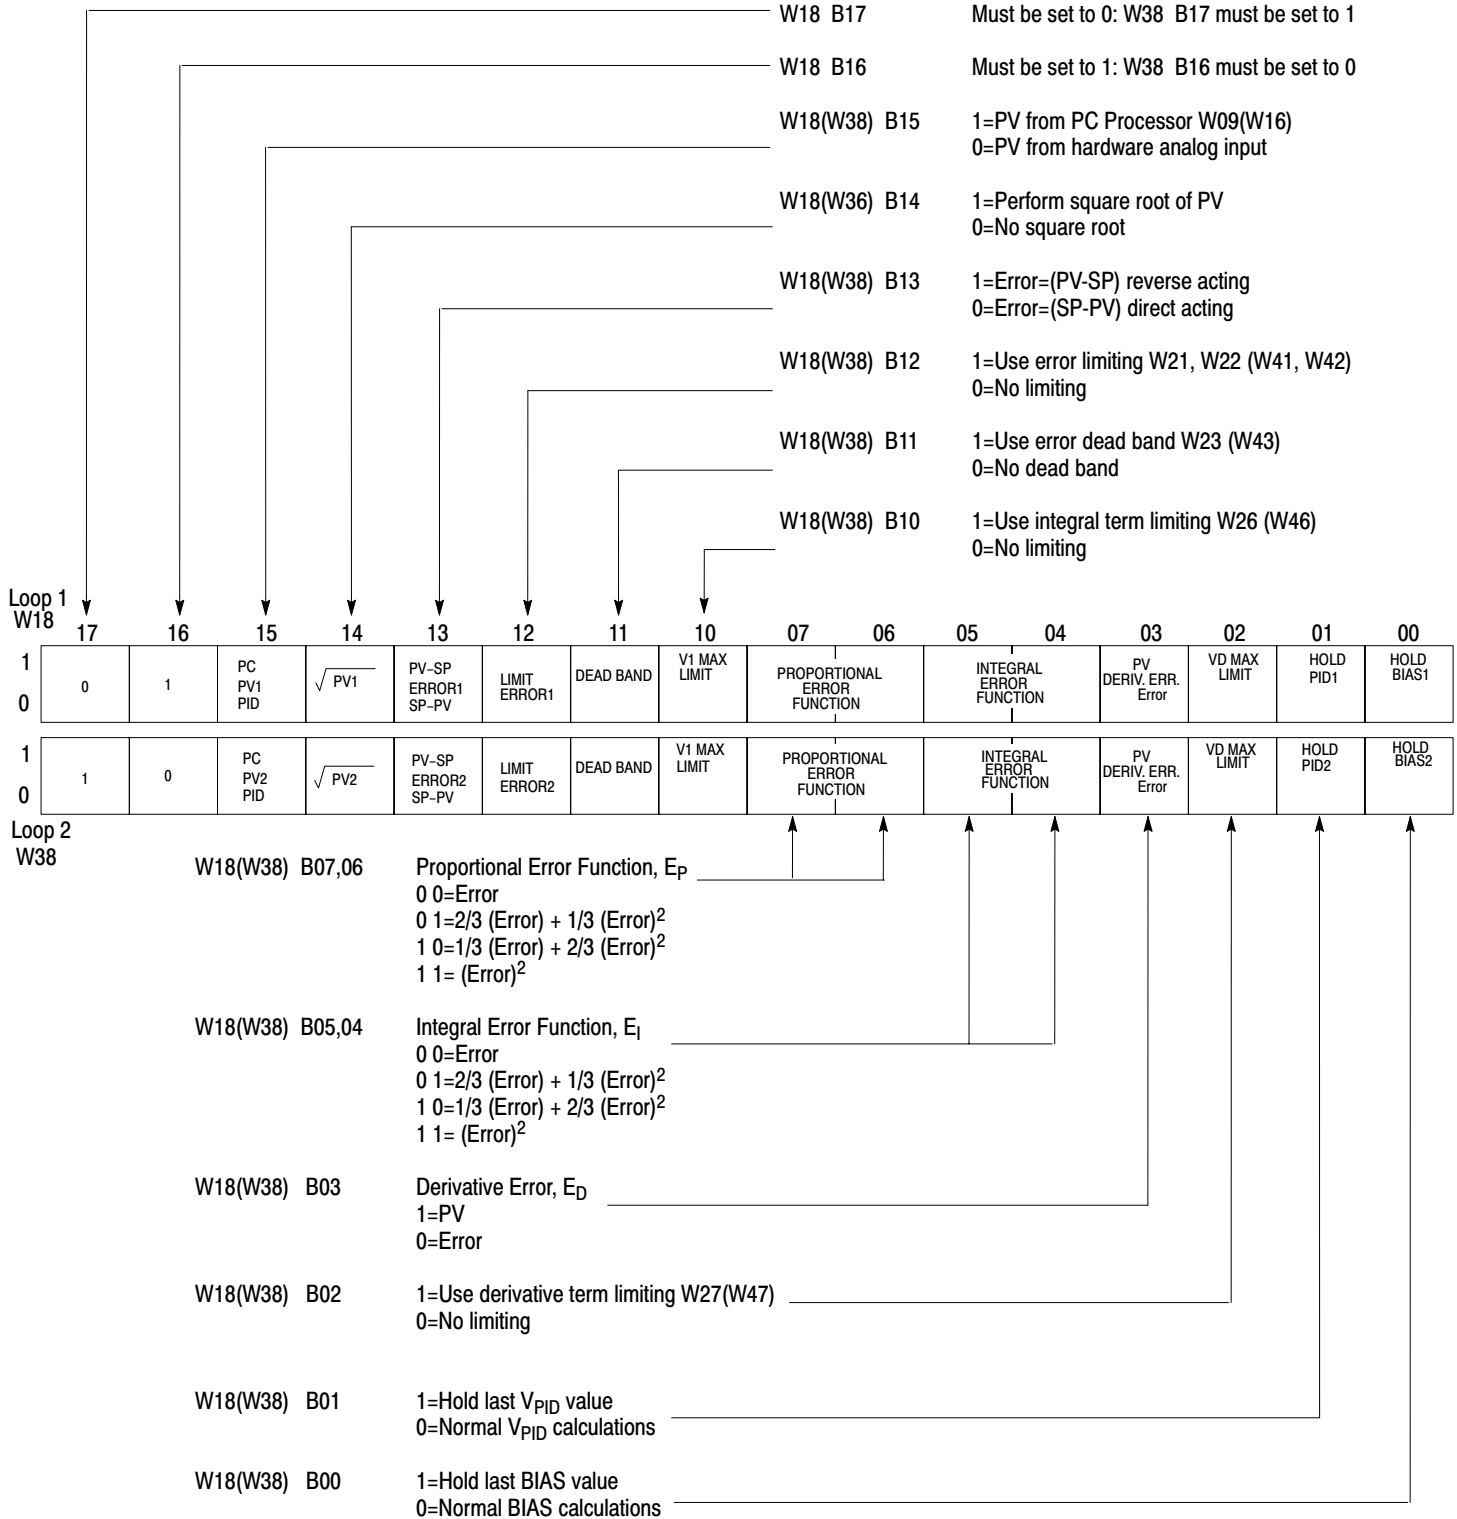 W18 B17 Must be set to 0: W38 B17 must be set to 1
W18 B16 Must be set to 1: W38 B16 must be set to 0
W18(W38) B15 1=PV from PC Processor W09(W16)
0=PV from hardware analog input
W18(W36) B14 1=Perform square root of PV
0=No square root
W18(W38) B13 1=Error=(PV-SP) reverse acting
0=Error=(SP-PV) direct acting
W18(W38) B12 1=Use error limiting W21, W22 (W41, W42)
0=No limiting
W18(W38) B11 1=Use error dead band W23 (W43)
0=No dead band
W18(W38) B10 1=Use integral term limiting W26 (W46)
0=No limiting
Loop 1
W18
17 16 15 14 13 12 11 10 07 06 05 04 03 02 01 00
1
0
0
1
PC
PV1
PID
√PV1
PV-SP
ERROR1
SP-PV
LIMIT
ERROR1
DEAD BAND
V1 MAX
LIMIT
PROPORTIONAL
ERROR
FUNCTION
INTEGRAL
ERROR
FUNCTION
PV
DERIV. ERR.
Error
VD MAX
LIMIT
HOLD
PID1
HOLD
BIAS1
1
0
1
0
PC
PV2
PID
√PV2
PV-SP
ERROR2
SP-PV
LIMIT
ERROR2
DEAD BAND
V1 MAX
LIMIT
PROPORTIONAL
ERROR
FUNCTION
INTEGRAL
ERROR
FUNCTION
PV
DERIV. ERR.
Error
VD MAX
LIMIT
HOLD
PID2
HOLD
BIAS2
Loop 2
W38
W18(W38) B07,06 Proportional Error Function, EP
0 0=Error
0 1=2/3 (Error) + 1/3 (Error)2
1 0=1/3 (Error) + 2/3 (Error)2
1 1= (Error)2
W18(W38) B05,04 Integral Error Function, EI
0 0=Error
0 1=2/3 (Error) + 1/3 (Error)2
1 0=1/3 (Error) + 2/3 (Error)2
1 1= (Error)2
W18(W38) B03 Derivative Error, ED
1=PV
0=Error
W18(W38) B02 1=Use derivative term limiting W27(W47)
0=No limiting
W18(W38) B01 1=Hold last VPID value
0=Normal VPID calculations
W18(W38) B00 1=Hold last BIAS value
0=Normal BIAS calculations